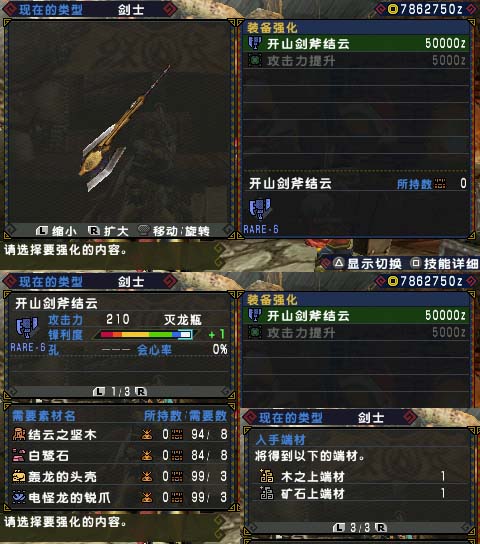 现在的类型 剑士
7862750z
装备强化
开山剑斧结云 50000z
攻击力提升 5000z
开山剑斧结云 所持数 0
RARE-6
L 缩小 R 扩大 移动/旋转
请选择要强化的内容。
△显示切换 □技能详细
现在的类型 剑士
7862750z
开山剑斧结云
攻击力 210 灭龙瓶
锋利度 +1
RARE-6
孔 --- 会心率 0%
L 1/3 R
装备强化
开山剑斧结云 50000z
攻击力提升 5000z
需要素材名 所持数/需要数
结云之坚木 0 94/ 8
白鹭石 0 84/ 8
轰龙的头壳 0 99/ 3
电怪龙的锐爪 0 99/ 3
请选择要强化的内容。
现在的类型 剑士
入手端材
将得到以下的端材。
木之上端材 1
矿石上端材 1
L 3/3 R